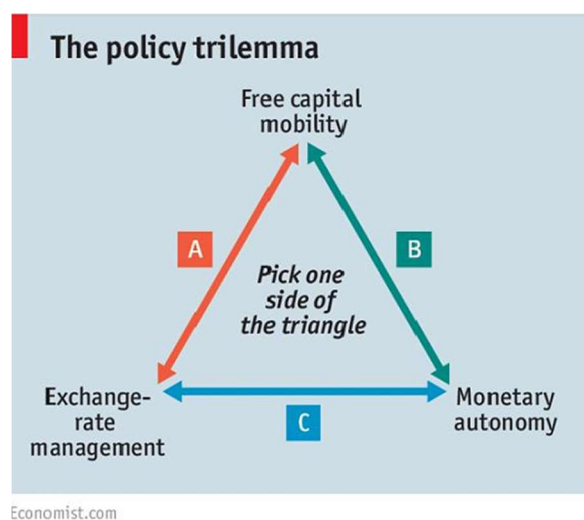 The policy trilemma
Free capital
mobility
A
B
Pick one
side of
the triangle
Exchange-
rate
management
C
Monetary
autonomy
Economist.com